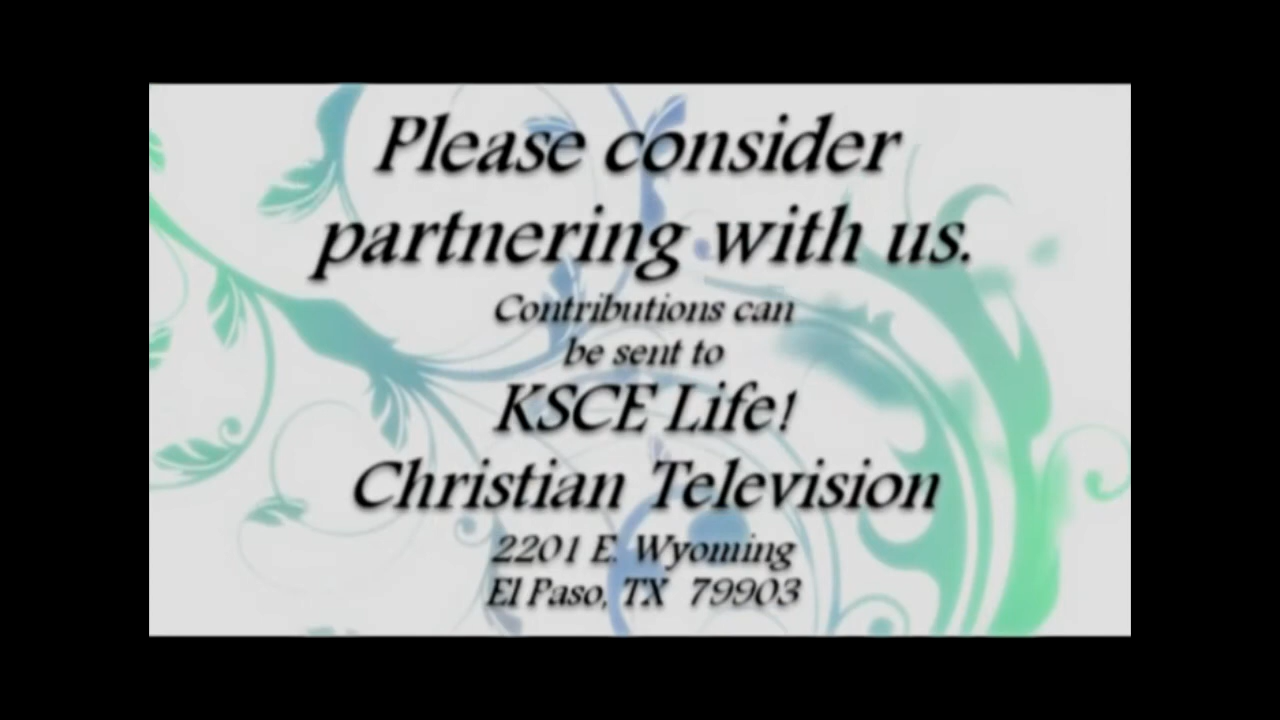 Please consider
partnering with us.
Contributions can
be sent to
KSCE Life!
Christian Television
2201 E. Wyoming
El Paso, TX  79903